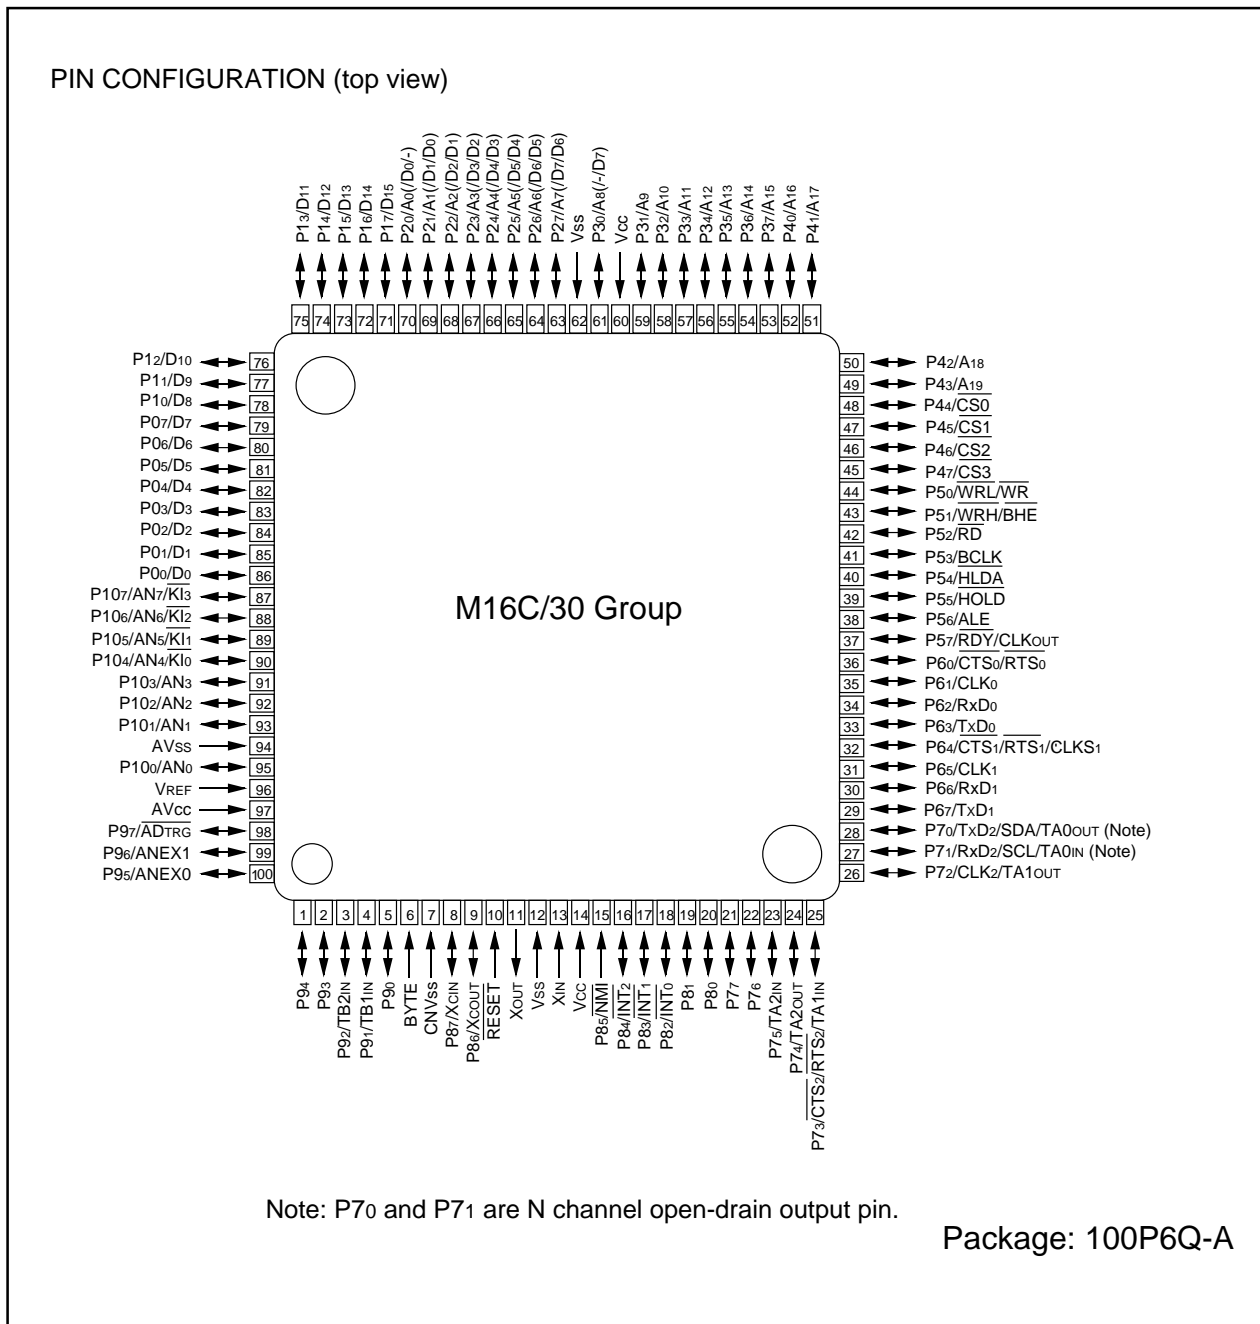 PIN CONFIGURATION (top view)
P13/D11
P14/D12
P15/D13
P16/D14
P17/D15
P20/A0(/D0/-)
P21/A1(/D1/D0)
P22/A2(/D2/D1)
P23/A3(/D3/D2)
P24/A4(/D4/D3)
P25/A5(/D5/D4)
P26/A6(/D6/D5)
P27/A7(/D7/D6)
Vss
P30/A8(/-/D7)
Vcc
P31/A9
P32/A10
P33/A11
P34/A12
P35/A13
P36/A14
P37/A15
P40/A16
P41/A17
75 74 73 72 71 70 69 68 67 66 65 64 63 62 61 60 59 58 57 56 55 54 53 52 51
P12/D10 76
P11/D9 77
P10/D8 78
P07/D7 79
P06/D6 80
P05/D5 81
P04/D4 82
P03/D3 83
P02/D2 84
P01/D1 85
P00/D0 86
P107/AN7/KI3 87
P106/AN6/KI2 88
P105/AN5/KI1 89
P104/AN4/KI0 90
P103/AN3 91
P102/AN2 92
P101/AN1 93
AVss 94
P100/AN0 95
VREF 96
AVcc 97
P97/ADTRG 98
P96/ANEX1 99
P95/ANEX0 100
M16C/30 Group
50 P42/A18
49 P43/A19
48 P44/CS0
47 P45/CS1
46 P46/CS2
45 P47/CS3
44 P50/WRL/WR
43 P51/WRH/BHE
42 P52/RD
41 P53/BCLK
40 P54/HLDA
39 P55/HOLD
38 P56/ALE
37 P57/RDY/CLKOUT
36 P60/CTS0/RTS0
35 P61/CLK0
34 P62/RxD0
33 P63/TxD0
32 P64/CTS1/RTS1/CLKS1
31 P65/CLK1
30 P66/RxD1
29 P67/TxD1
28 P70/TxD2/SDA/TA0OUT (Note)
27 P71/RxD2/SCL/TA0IN (Note)
26 P72/CLK2/TA1OUT
1 2 3 4 5 6 7 8 9 10 11 12 13 14 15 16 17 18 19 20 21 22 23 24 25
P94
P93
P92/TB2IN
P91/TB1IN
P90
BYTE
CNVss
P87/XCIN
P86/XCOUT
RESET
XOUT
Vss
XIN
Vcc
P85/NMI
P84/INT2
P83/INT1
P82/INT0
P81
P80
P77
P76
P75/TA2IN
P74/TA2OUT
P73/CTS2/RTS2/TA1IN
Note: P70 and P71 are N channel open-drain output pin.
Package: 100P6Q-A